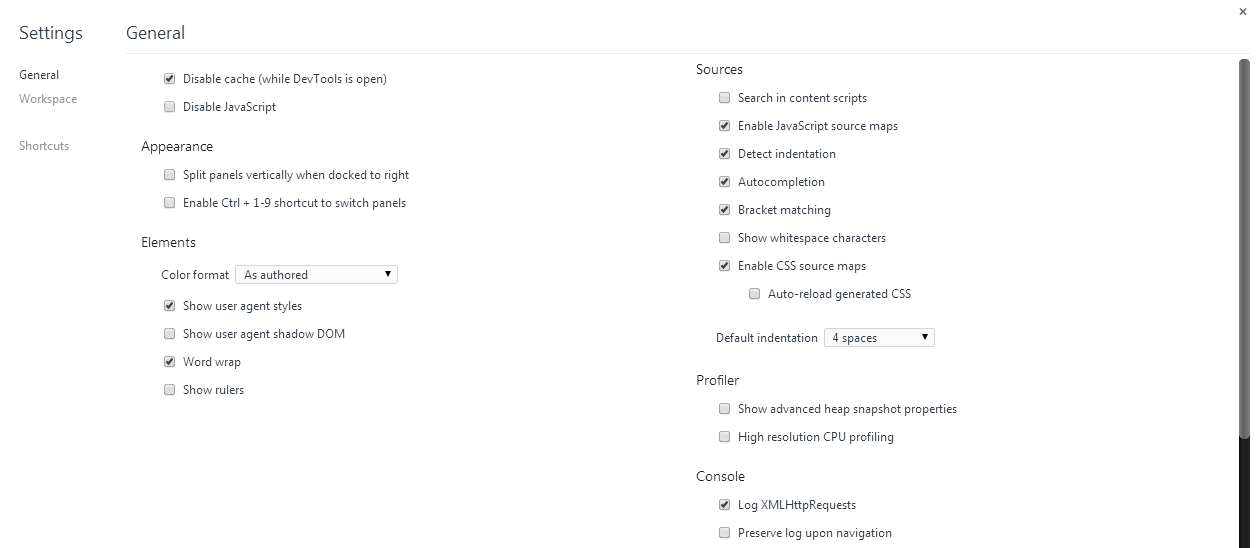 Settings
General
Workspace
Shortcuts
General
Disable cache (while DevTools is open)
Disable JavaScript
Appearance
Split panels vertically when docked to right
Enable Ctrl + 1-9 shortcut to switch panels
Elements
Color format As authored
Show user agent styles
Show user agent shadow DOM
Word wrap
Show rulers
Sources
Search in content scripts
Enable JavaScript source maps
Detect indentation
Autocompletion
Bracket matching
Show whitespace characters
Enable CSS source maps
Auto-reload generated CSS
Default indentation 4 spaces
Profiler
Show advanced heap snapshot properties
High resolution CPU profiling
Console
Log XMLHttpRequests
Preserve log upon navigation